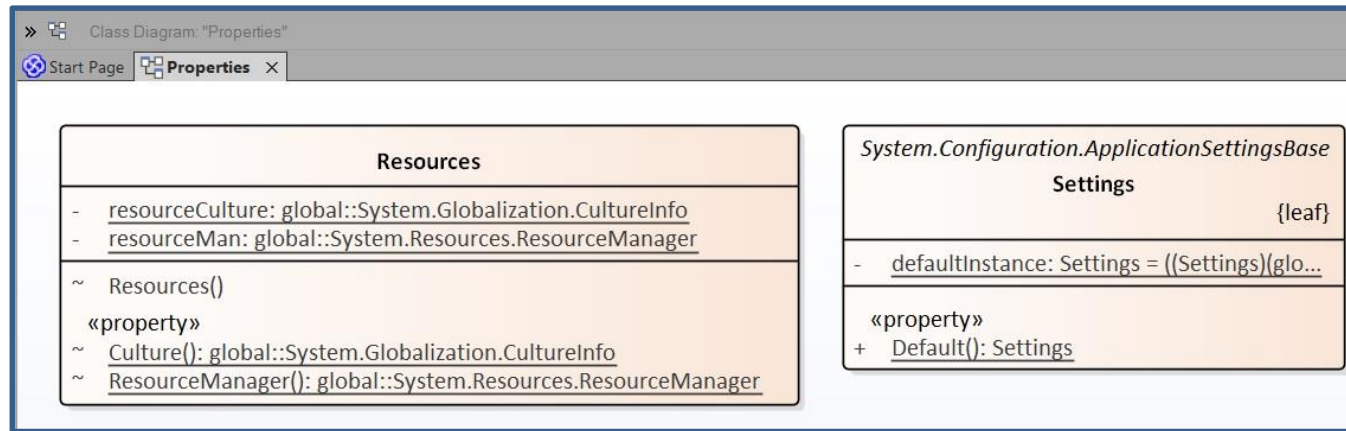 » Class Diagram: "Properties"
Start Page Properties ×
Resources
- resourceCulture: global::System.Globalization.CultureInfo
- resourceMan: global::System.Resources.ResourceManager
~ Resources()
«property»
~ Culture(): global::System.Globalization.CultureInfo
~ ResourceManager(): global::System.Resources.ResourceManager
System.Configuration.ApplicationSettingsBase
Settings
{leaf}
- defaultInstance: Settings = ((Settings)(glo...
«property»
+ Default(): Settings